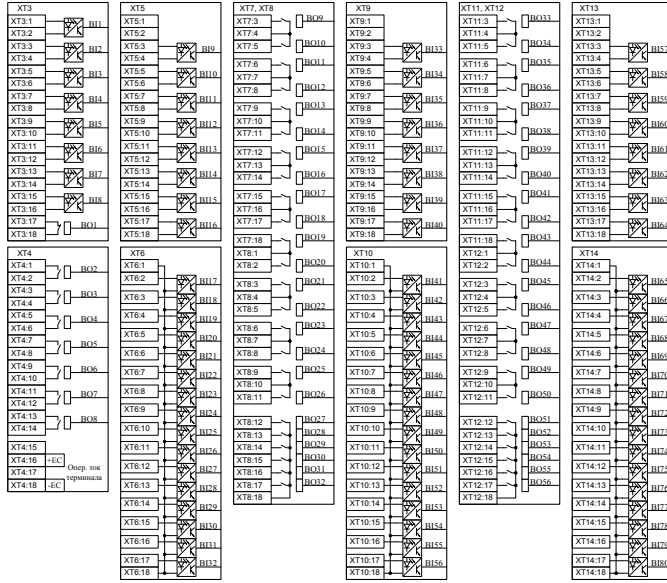 XT3
XT3:1
XT3:2
BI1
XT3:3
XT3:4
BI2
XT3:5
XT3:6
BI3
XT3:7
XT3:8
BI4
XT3:9
XT3:10
BI5
XT3:11
XT3:12
BI6
XT3:13
XT3:14
BI7
XT3:15
XT3:16
BI8
XT3:17
XT3:18
BO1
XT4
XT4:1
XT4:2
BO2
XT4:3
XT4:4
BO3
XT4:5
XT4:6
BO4
XT4:7
XT4:8
BO5
XT4:9
XT4:10
BO6
XT4:11
XT4:12
BO7
XT4:13
XT4:14
BO8
XT4:15
XT4:16 +EC
XT4:17
XT4:18 -EC
Опер. ток
терминала
XT5
XT5:1
XT5:2
XT5:3
XT5:4
BI9
XT5:5
XT5:6
BI10
XT5:7
XT5:8
BI11
XT5:9
XT5:10
BI12
XT5:11
XT5:12
BI13
XT5:13
XT5:14
BI14
XT5:15
XT5:16
BI15
XT5:17
XT5:18
BI16
XT6
XT6:1
XT6:2
BI17
XT6:3
BI18
XT6:4
BI19
XT6:5
BI20
XT6:6
BI21
XT6:7
BI22
XT6:8
BI23
XT6:9
BI24
XT6:10
BI25
XT6:11
BI26
XT6:12
BI27
XT6:13
BI28
XT6:14
BI29
XT6:15
BI30
XT6:16
BI31
XT6:17
BI32
XT6:18
XT7, XT8
XT7:3
BO9
XT7:4
XT7:5
BO10
XT7:6
BO11
XT7:7
XT7:8
BO12
XT7:9
BO13
XT7:10
XT7:11
BO14
XT7:12
BO15
XT7:13
XT7:14
BO16
XT7:15
BO17
XT7:16
XT7:17
BO18
XT7:18
BO19
XT8:1
XT8:2
BO20
XT8:3
BO21
XT8:4
XT8:5
BO22
XT8:6
BO23
XT8:7
XT8:8
BO24
XT8:9
BO25
XT8:10
XT8:11
BO26
XT8:12
BO27
XT8:13
BO28
XT8:14
BO29
XT8:15
BO30
XT8:16
BO31
XT8:17
BO32
XT8:18
XT9
XT9:1
XT9:2
XT9:3
XT9:4
BI33
XT9:5
XT9:6
BI34
XT9:7
XT9:8
BI35
XT9:9
XT9:10
BI36
XT9:11
XT9:12
BI37
XT9:13
XT9:14
BI38
XT9:15
XT9:16
BI39
XT9:17
XT9:18
BI40
XT10
XT10:1
XT10:2
BI41
XT10:3
BI42
XT10:4
BI43
XT10:5
BI44
XT10:6
BI45
XT10:7
BI46
XT10:8
BI47
XT10:9
BI48
XT10:10
BI49
XT10:11
BI50
XT10:12
BI51
XT10:13
BI52
XT10:14
BI53
XT10:15
BI54
XT10:16
BI55
XT10:17
BI56
XT10:18
XT11, XT12
XT11:3
BO33
XT11:4
XT11:5
BO34
XT11:6
BO35
XT11:7
XT11:8
BO36
XT11:9
BO37
XT11:10
XT11:11
BO38
XT11:12
BO39
XT11:13
XT11:14
BO40
XT11:15
BO41
XT11:16
XT11:17
BO42
XT11:18
BO43
XT12:1
XT12:2
BO44
XT12:3
BO45
XT12:4
XT12:5
BO46
XT12:6
BO47
XT12:7
XT12:8
BO48
XT12:9
BO49
XT12:10
XT12:11
BO50
XT12:12
BO51
XT12:13
BO52
XT12:14
BO53
XT12:15
BO54
XT12:16
BO55
XT12:17
BO56
XT12:18
XT13
XT13:1
XT13:2
XT13:3
XT13:4
BI57
XT13:5
XT13:6
BI58
XT13:7
XT13:8
BI59
XT13:9
XT13:10
BI60
XT13:11
XT13:12
BI61
XT13:13
XT13:14
BI62
XT13:15
XT13:16
BI63
XT13:17
XT13:18
BI64
XT14
XT14:1
XT14:2
BI65
XT14:3
BI66
XT14:4
BI67
XT14:5
BI68
XT14:6
BI69
XT14:7
BI70
XT14:8
BI71
XT14:9
BI72
XT14:10
BI73
XT14:11
BI74
XT14:12
BI75
XT14:13
BI76
XT14:14
BI77
XT14:15
BI78
XT14:16
BI79
XT14:17
BI80
XT14:18